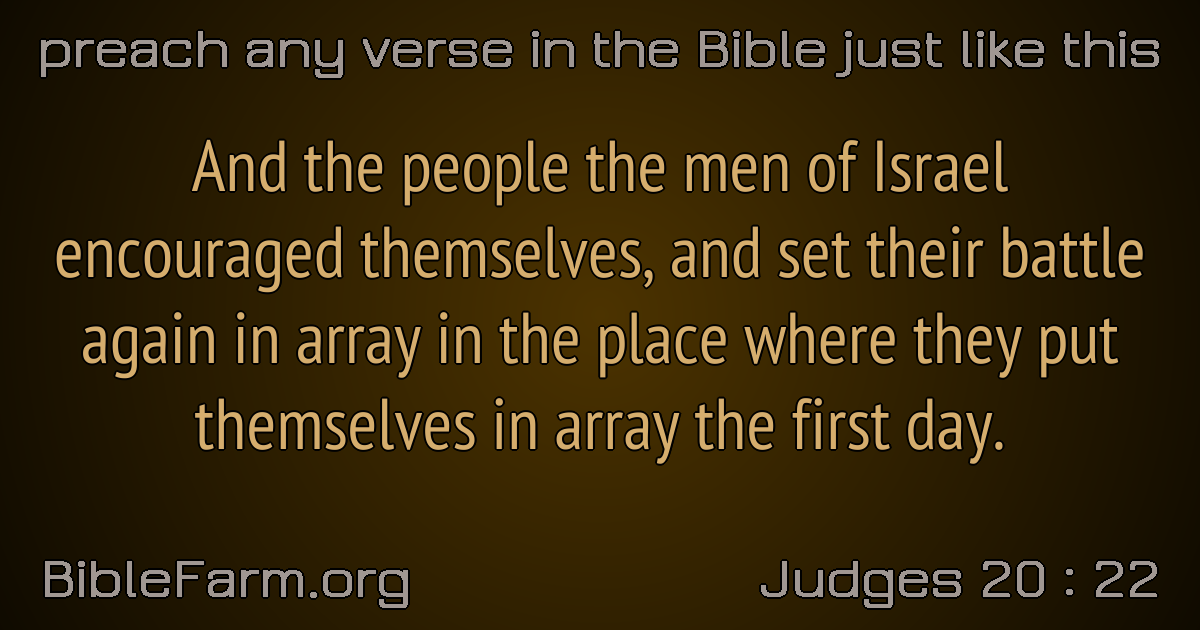 preach any verse in the Bible just like this
And the people the men of Israel
encouraged themselves, and set their battle
again in array in the place where they put
themselves in array the first day.
BibleFarm.org
Judges 20 : 22